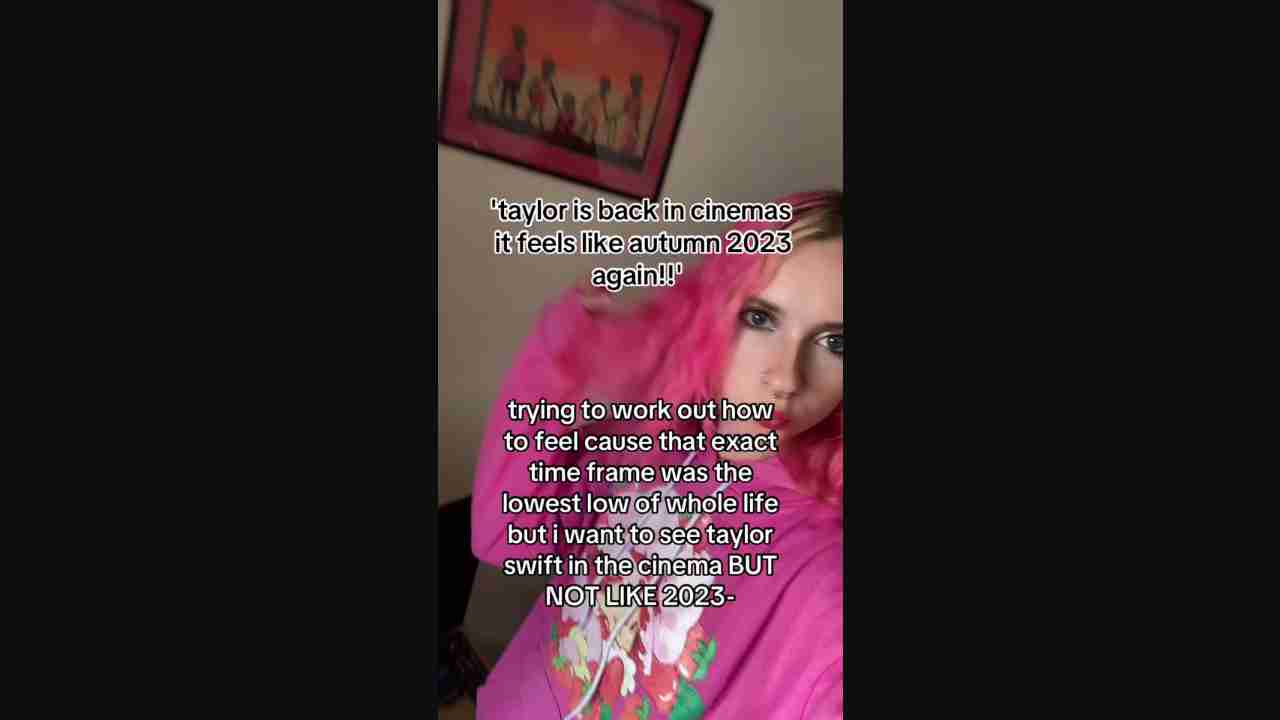 'taylor is back in cinemas
it feels like autumn 2023
again!!'
trying to work out how
to feel cause that exact
time frame was the
lowest low of whole life
but i want to see taylor
swift in the cinema BUT
NOT LIKE 2023-